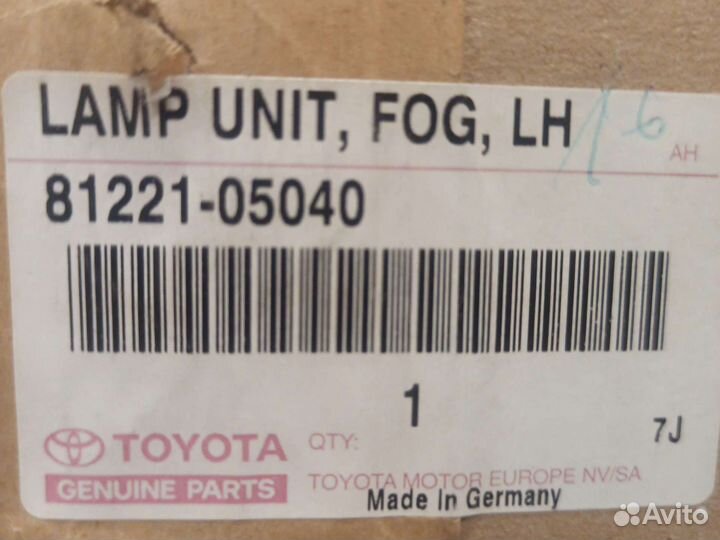 LAMP UNIT, FOG, LH
16
AH
81221-05040
1
7J
TOYOTA
QTY:
GENUINE PARTS
TOYOTA MOTOR EUROPE NV/SA
Made In Germany
Avito